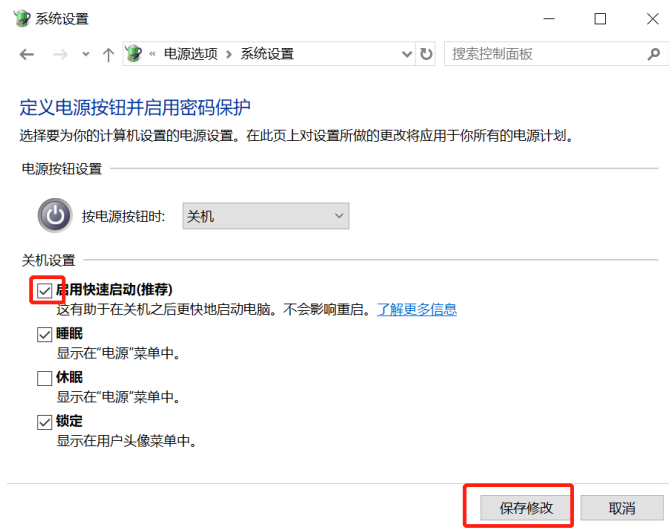 系统设置
« 电源选项 > 系统设置
搜索控制面板
定义电源按钮并启用密码保护
选择要为你的计算机设置的电源设置。在此页上对设置所做的更改将应用于你所有的电源计划。
电源按钮设置
按电源按钮时: 关机
关机设置
启用快速启动(推荐)
这有助于在关机之后更快地启动电脑。不会影响重启。了解更多信息
睡眠
显示在"电源"菜单中。
休眠
显示在"电源"菜单中。
锁定
显示在用户头像菜单中。
保存修改 取消